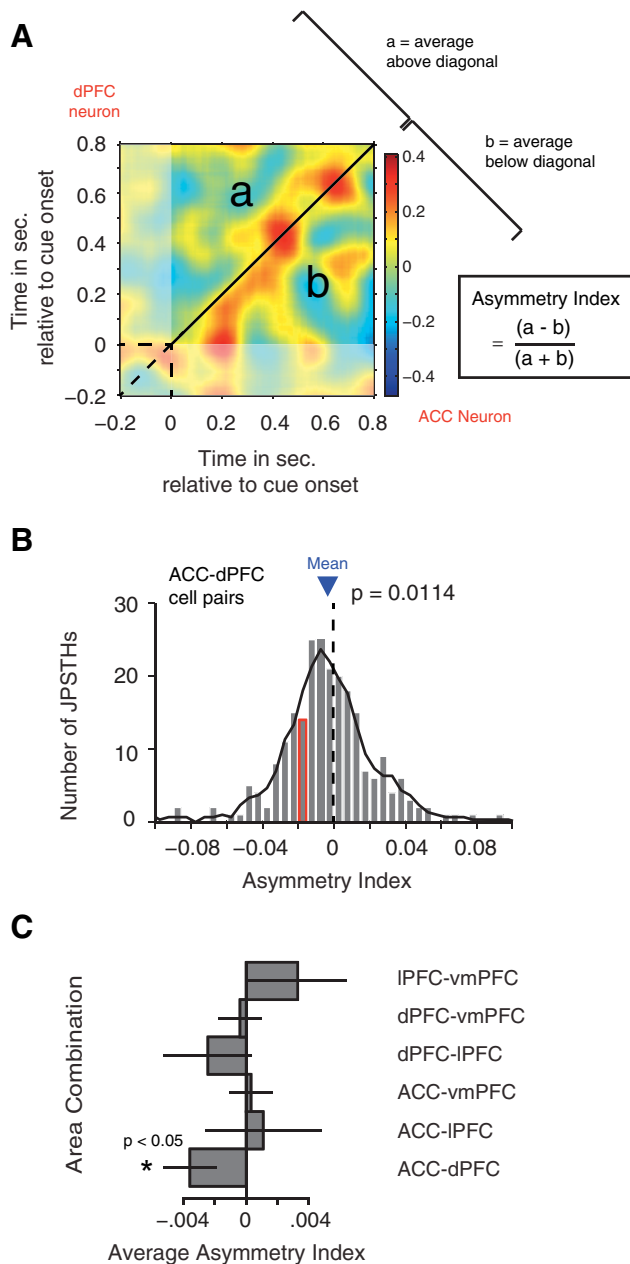 A
a = average
above diagonal
b = average
below diagonal
dPFC
neuron
Time in sec.
relative to cue onset
0.8
0.6
0.4
0.2
0
−0.2
a
b
−0.2 0 0.2 0.4 0.6 0.8
Time in sec.
relative to cue onset
0.4
0.2
0
−0.2
−0.4
ACC Neuron
Asymmetry Index
= (a - b)
(a + b)
B
ACC-dPFC
cell pairs
Mean
p = 0.0114
Number of JPSTHs
30
20
10
0
−0.08 −0.04 0 0.04 0.08
Asymmetry Index
C
Area Combination
lPFC-vmPFC
dPFC-vmPFC
dPFC-lPFC
ACC-vmPFC
ACC-lPFC
ACC-dPFC
p < 0.05
*
−.004 0 .004
Average Asymmetry Index